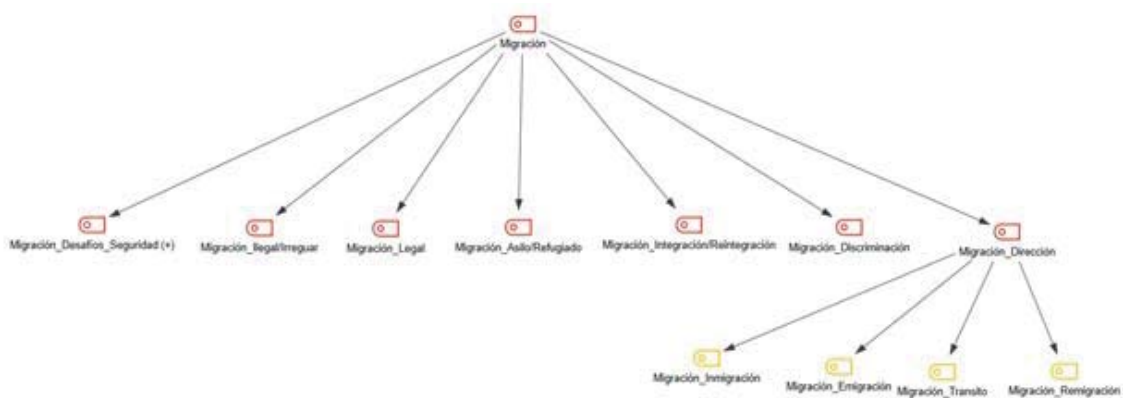 Migración
Migración_Desafíos_Seguridad (+)
Migración_Ilegal/Irreguar
Migración_Legal
Migración_Asilo/Refugiado
Migración_Integración/Reintegración
Migración_Discriminación
Migración_Dirección
Migración_Inmigración
Migración_Emigración
Migración_Transito
Migración_Remigración